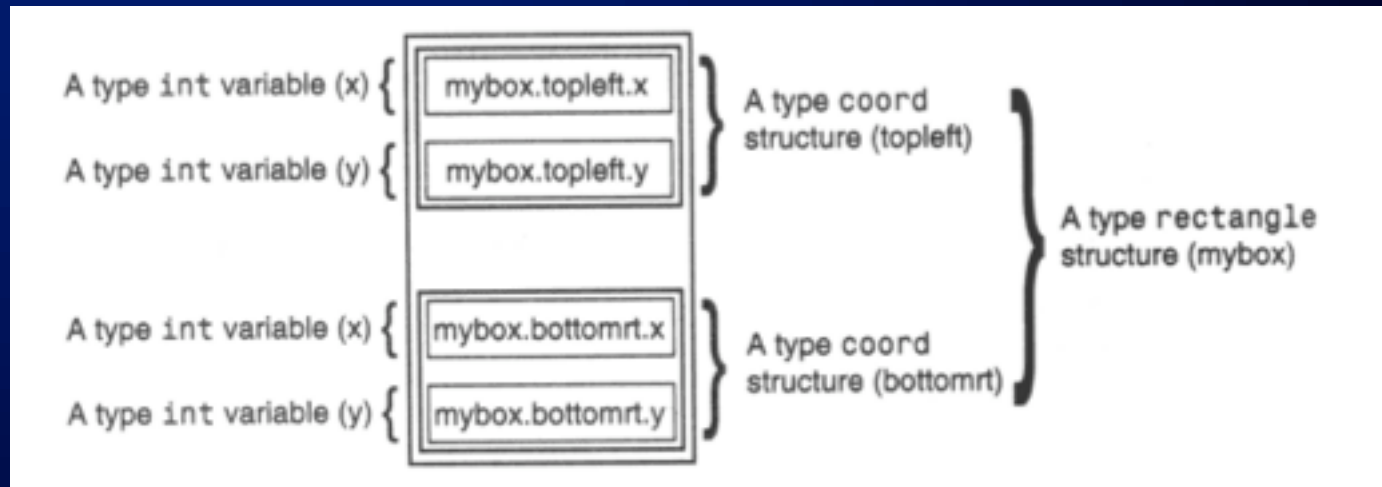 A type int variable (x) {
mybox.topleft.x
A type int variable (y) {
mybox.topleft.y
} A type coord
structure (topleft)
A type int variable (x) {
mybox.bottomrt.x
A type int variable (y) {
mybox.bottomrt.y
} A type coord
structure (bottomrt)
} A type rectangle
structure (mybox)